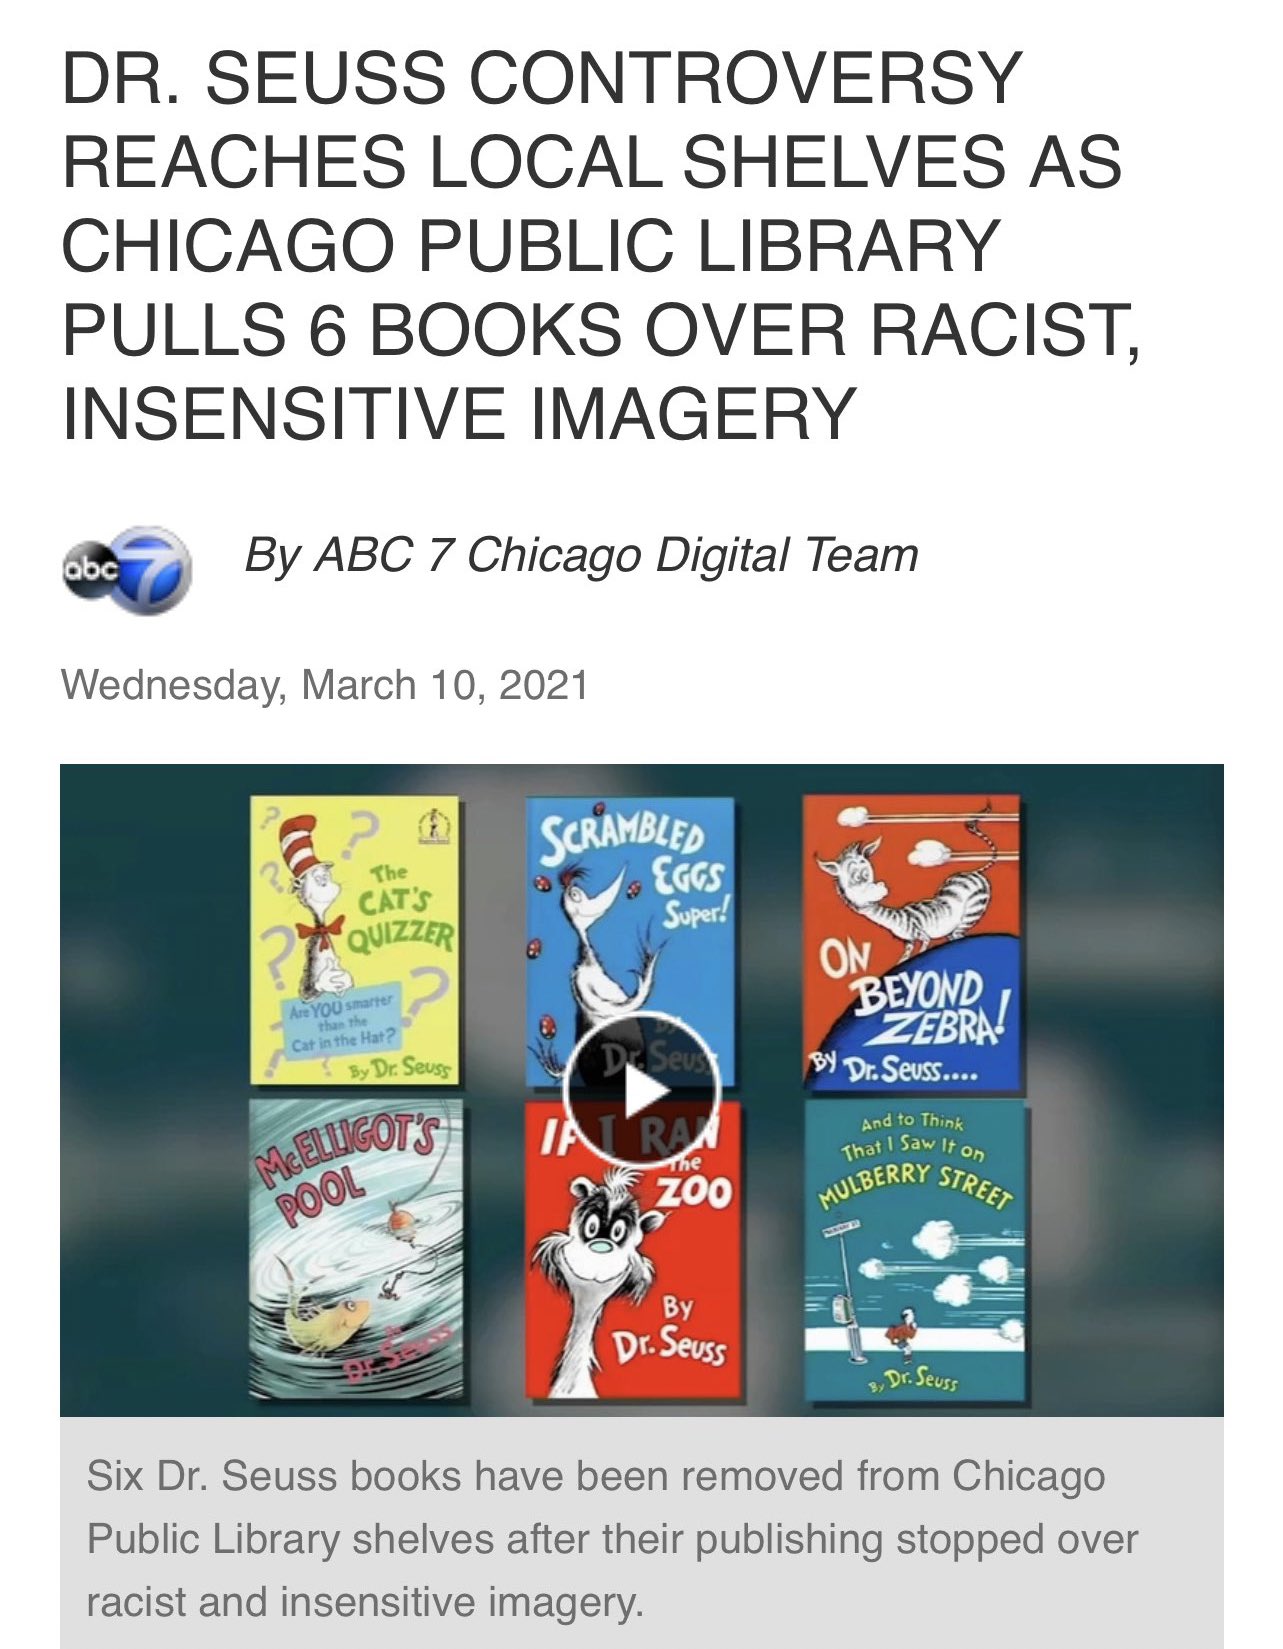 DR. SEUSS CONTROVERSY
REACHES LOCAL SHELVES AS
CHICAGO PUBLIC LIBRARY
PULLS 6 BOOKS OVER RACIST,
INSENSITIVE IMAGERY
abc 7
By ABC 7 Chicago Digital Team
Wednesday, March 10, 2021
The
CAT'S
QUIZZER
Are YOU smarter
than the
Cat in the Hat?
By Dr. Seuss
SCRAMBLED
EGGS
SUPER!
By
Dr. Seuss
ON
BEYOND
ZEBRA!
By Dr. Seuss....
McELLIGOT'S
POOL
By
Dr. Seuss
IF I RAN
The
ZOO
By
Dr. Seuss
And to Think
That I Saw It on
MULBERRY STREET
By Dr. Seuss
Six Dr. Seuss books have been removed from Chicago
Public Library shelves after their publishing stopped over
racist and insensitive imagery.